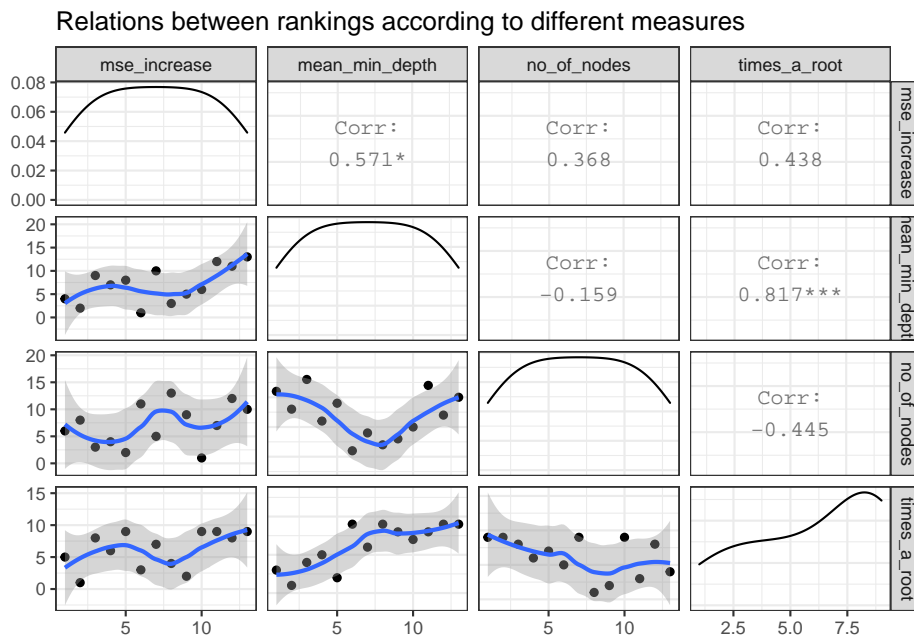 Relations between rankings according to different measures
mse_increase mean_min_depth no_of_nodes times_a_root
0.08
0.06
0.04
0.02
0.00
Corr:
0.571*
Corr:
0.368
Corr:
0.438
mse_increase
20
15
10
5
0
Corr:
-0.159
Corr:
0.817***
mean_min_depth
20
15
10
5
0
Corr:
-0.445
no_of_nodes
15
10
5
0
times_a_root
5 10 5 10 5 10 2.5 5.0 7.5